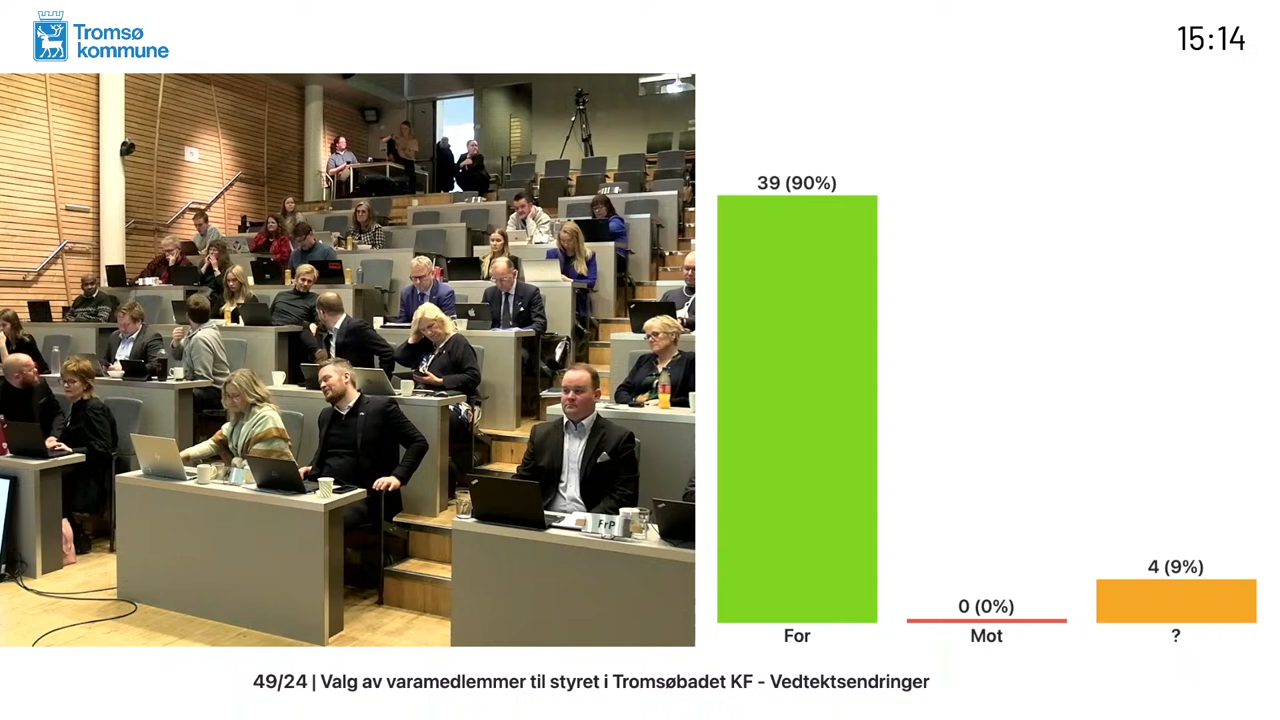 Tromsø
kommune
15:14
39 (90%)
0 (0%)
4 (9%)
For
Mot
?
FrP
49/24 | Valg av varamedlemmer til styret i Tromsøbadet KF - Vedtektsendringer